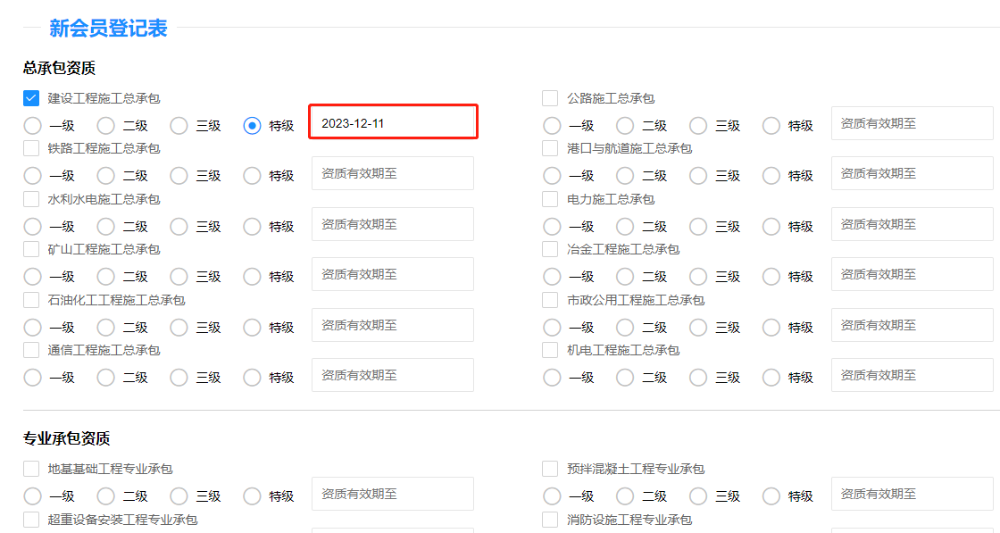 新会员登记表
总承包资质
建设工程施工总承包 公路施工总承包
一级 二级 三级 特级 2023-12-11 一级 二级 三级 特级 资质有效期至
铁路工程施工总承包 港口与航道施工总承包
一级 二级 三级 特级 资质有效期至 一级 二级 三级 特级 资质有效期至
水利水电施工总承包 电力施工总承包
一级 二级 三级 特级 资质有效期至 一级 二级 三级 特级 资质有效期至
矿山工程施工总承包 冶金工程施工总承包
一级 二级 三级 特级 资质有效期至 一级 二级 三级 特级 资质有效期至
石油化工工程施工总承包 市政公用工程施工总承包
一级 二级 三级 特级 资质有效期至 一级 二级 三级 特级 资质有效期至
通信工程施工总承包 机电工程施工总承包
一级 二级 三级 特级 资质有效期至 一级 二级 三级 特级 资质有效期至
专业承包资质
地基基础工程专业承包 预拌混凝土工程专业承包
一级 二级 三级 特级 资质有效期至 一级 二级 三级 特级 资质有效期至
超重设备安装工程专业承包 消防设施工程专业承包